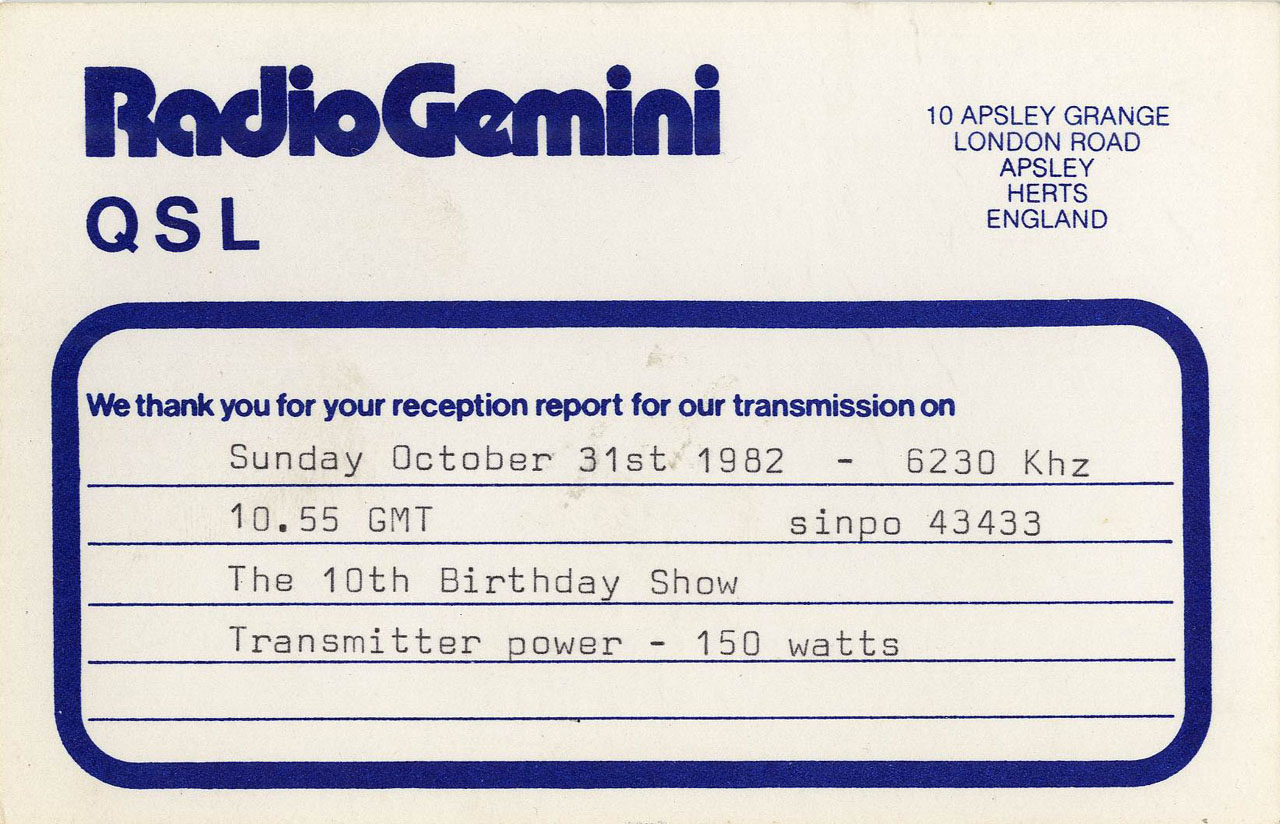 Radio Gemini
QSL
10 APSLEY GRANGE
LONDON ROAD
APSLEY
HERTS
ENGLAND
We thank you for your reception report for our transmission on
Sunday October 31st 1982 - 6230 Khz
10.55 GMT sinpo 43433
The 10th Birthday Show
Transmitter power - 150 watts